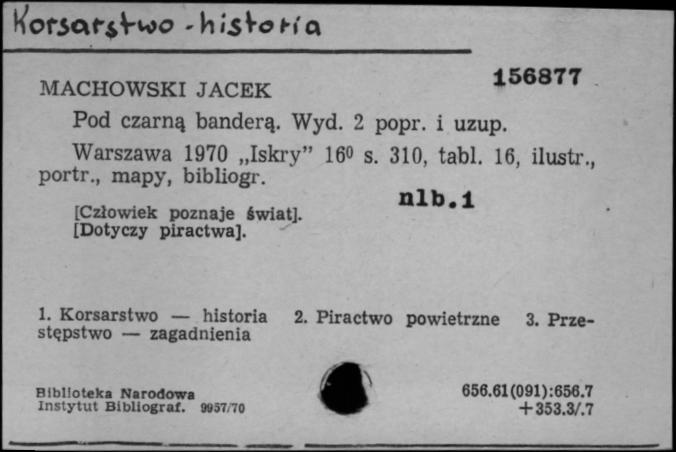 Korsarstwo - historia
156877
MACHOWSKI JACEK
Pod czarną banderą. Wyd. 2 popr. i uzup.
Warszawa 1970 „Iskry” 16º s. 310, tabl. 16, ilustr.,
portr., mapy, bibliogr.
nlb.1
[Człowiek poznaje świat].
[Dotyczy piractwa].
1. Korsarstwo — historia 2. Piractwo powietrzne 3. Prze-
stępstwo — zagadnienia
Biblioteka Narodowa
Instytut Bibliograf. 9957/70
656.61(091):656.7
+353.3/.7